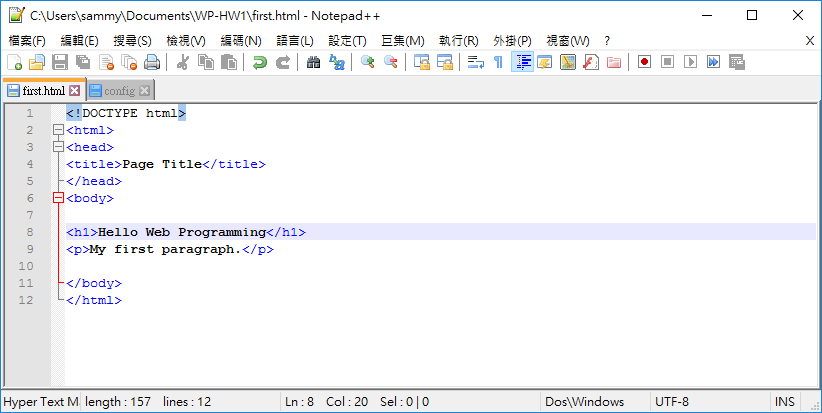 C:\Users\sammy\Documents\WP-HW1\first.html - Notepad++
檔案(F) 編輯(E) 搜尋(S) 檢視(V) 編碼(N) 語言(L) 設定(T) 巨集(M) 執行(R) 外掛(P) 視窗(W) ? X
first.html config
1 <!DOCTYPE html>
2 <html>
3 <head>
4 <title>Page Title</title>
5 </head>
6 <body>
7
8 <h1>Hello Web Programming</h1>
9 <p>My first paragraph.</p>
10
11 </body>
12 </html>
Hyper Text Ma length : 157 lines : 12 Ln : 8 Col : 20 Sel : 0 | 0 Dos\Windows UTF-8 INS